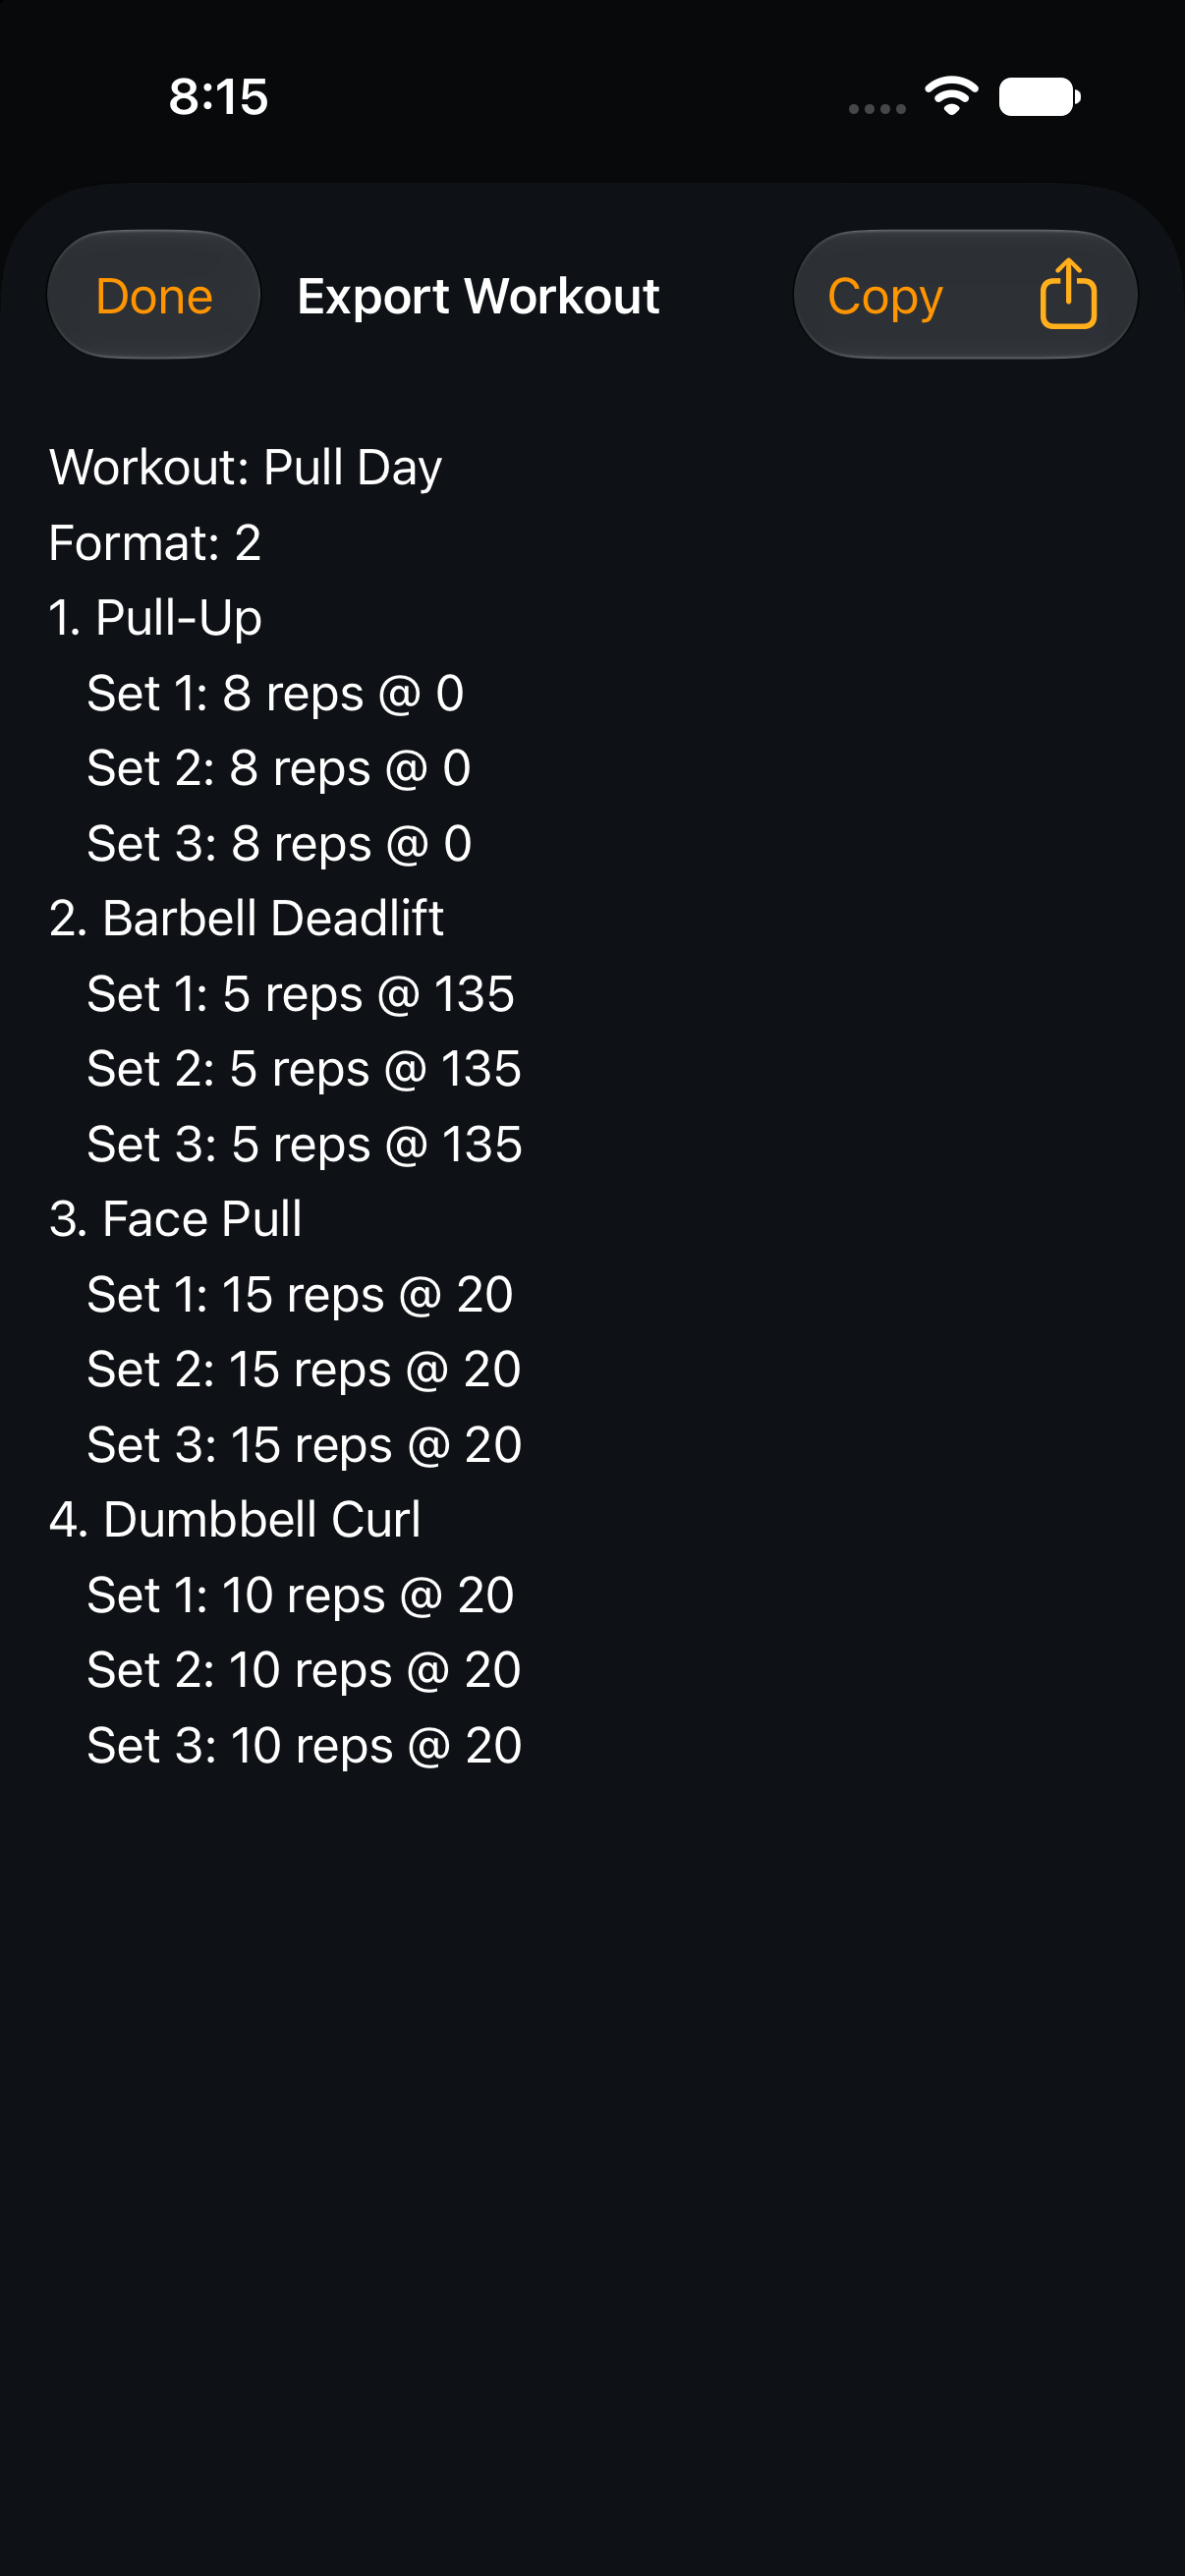 8:15
Done
Export Workout
Copy
Workout: Pull Day
Format: 2
1. Pull-Up
Set 1: 8 reps @ 0
Set 2: 8 reps @ 0
Set 3: 8 reps @ 0
2. Barbell Deadlift
Set 1: 5 reps @ 135
Set 2: 5 reps @ 135
Set 3: 5 reps @ 135
3. Face Pull
Set 1: 15 reps @ 20
Set 2: 15 reps @ 20
Set 3: 15 reps @ 20
4. Dumbbell Curl
Set 1: 10 reps @ 20
Set 2: 10 reps @ 20
Set 3: 10 reps @ 20